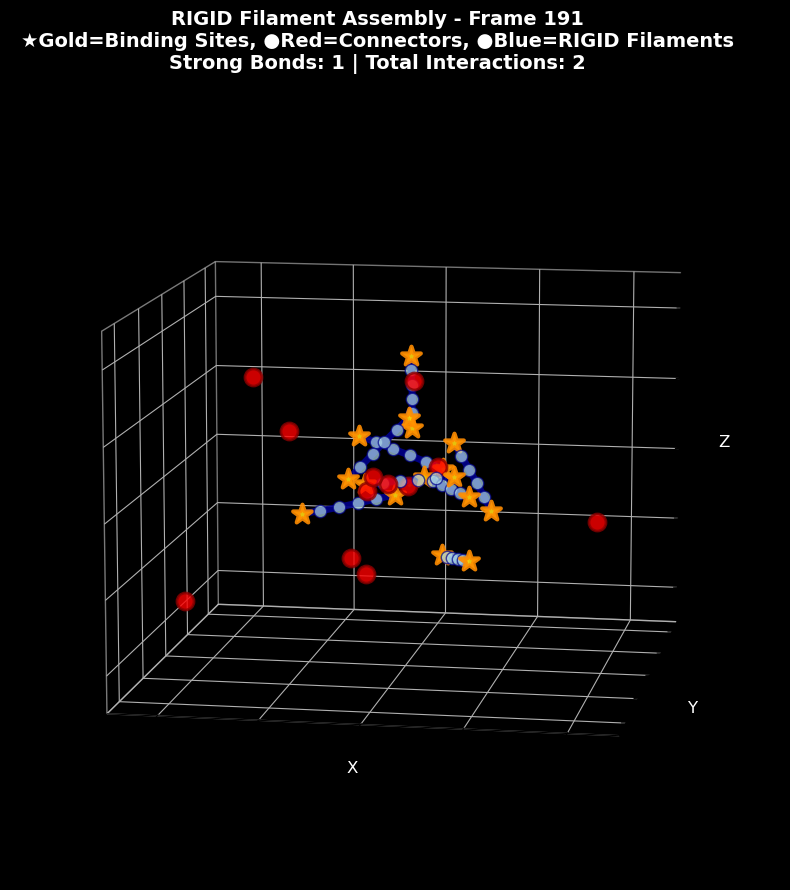 RIGID Filament Assembly - Frame 191
★Gold=Binding Sites, ●Red=Connectors, ●Blue=RIGID Filaments
Strong Bonds: 1 | Total Interactions: 2
Z
Y
X